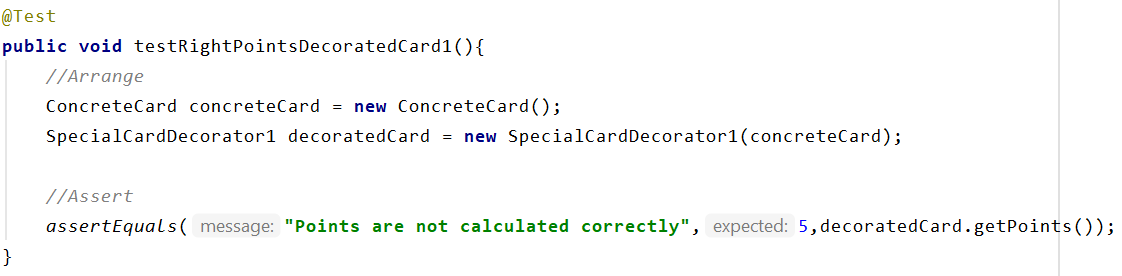 @Test
public void testRightPointsDecoratedCard1(){
//Arrange
ConcreteCard concreteCard = new ConcreteCard();
SpecialCardDecorator1 decoratedCard = new SpecialCardDecorator1(concreteCard);
//Assert
assertEquals( message: "Points are not calculated correctly", expected: 5,decoratedCard.getPoints());
}